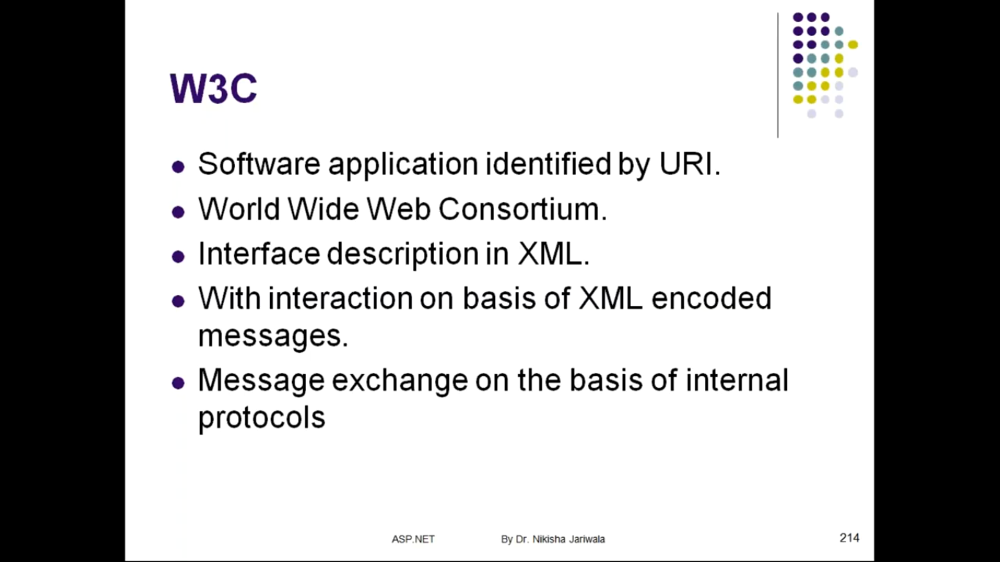 W3C
Software application identified by URI.
World Wide Web Consortium.
Interface description in XML.
With interaction on basis of XML encoded
messages.
Message exchange on the basis of internal
protocols
ASP.NET
By Dr. Nikisha Jariwala
214